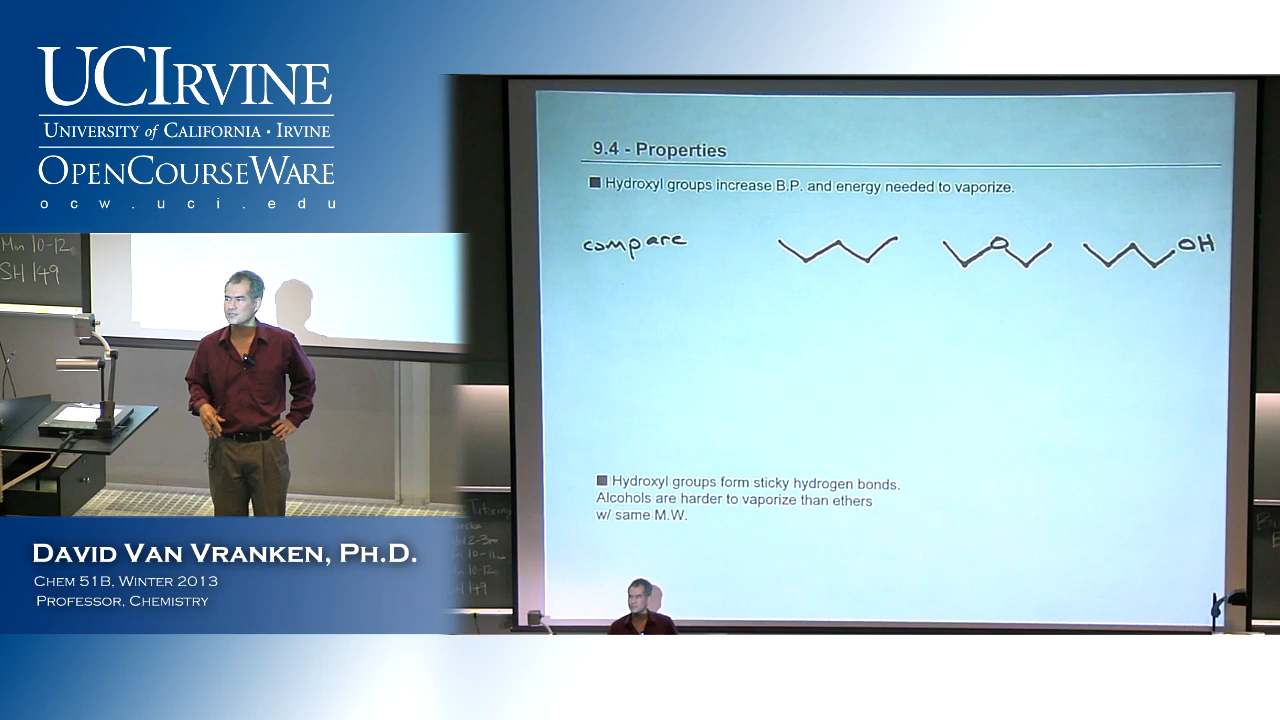 UCIRVINE
UNIVERSITY of CALIFORNIA · IRVINE
OPENCOURSEWARE
ocw.uci.edu
Mon 10-12
SH 149
DAVID VAN VRANKEN, PH.D.
CHEM 51B, WINTER 2013
PROFESSOR, CHEMISTRY
9.4 - Properties
Hydroxyl groups increase B.P. and energy needed to vaporize.
compare
O
OH
Hydroxyl groups form sticky hydrogen bonds.
Alcohols are harder to vaporize than ethers
w/ same M.W.
Tutoring